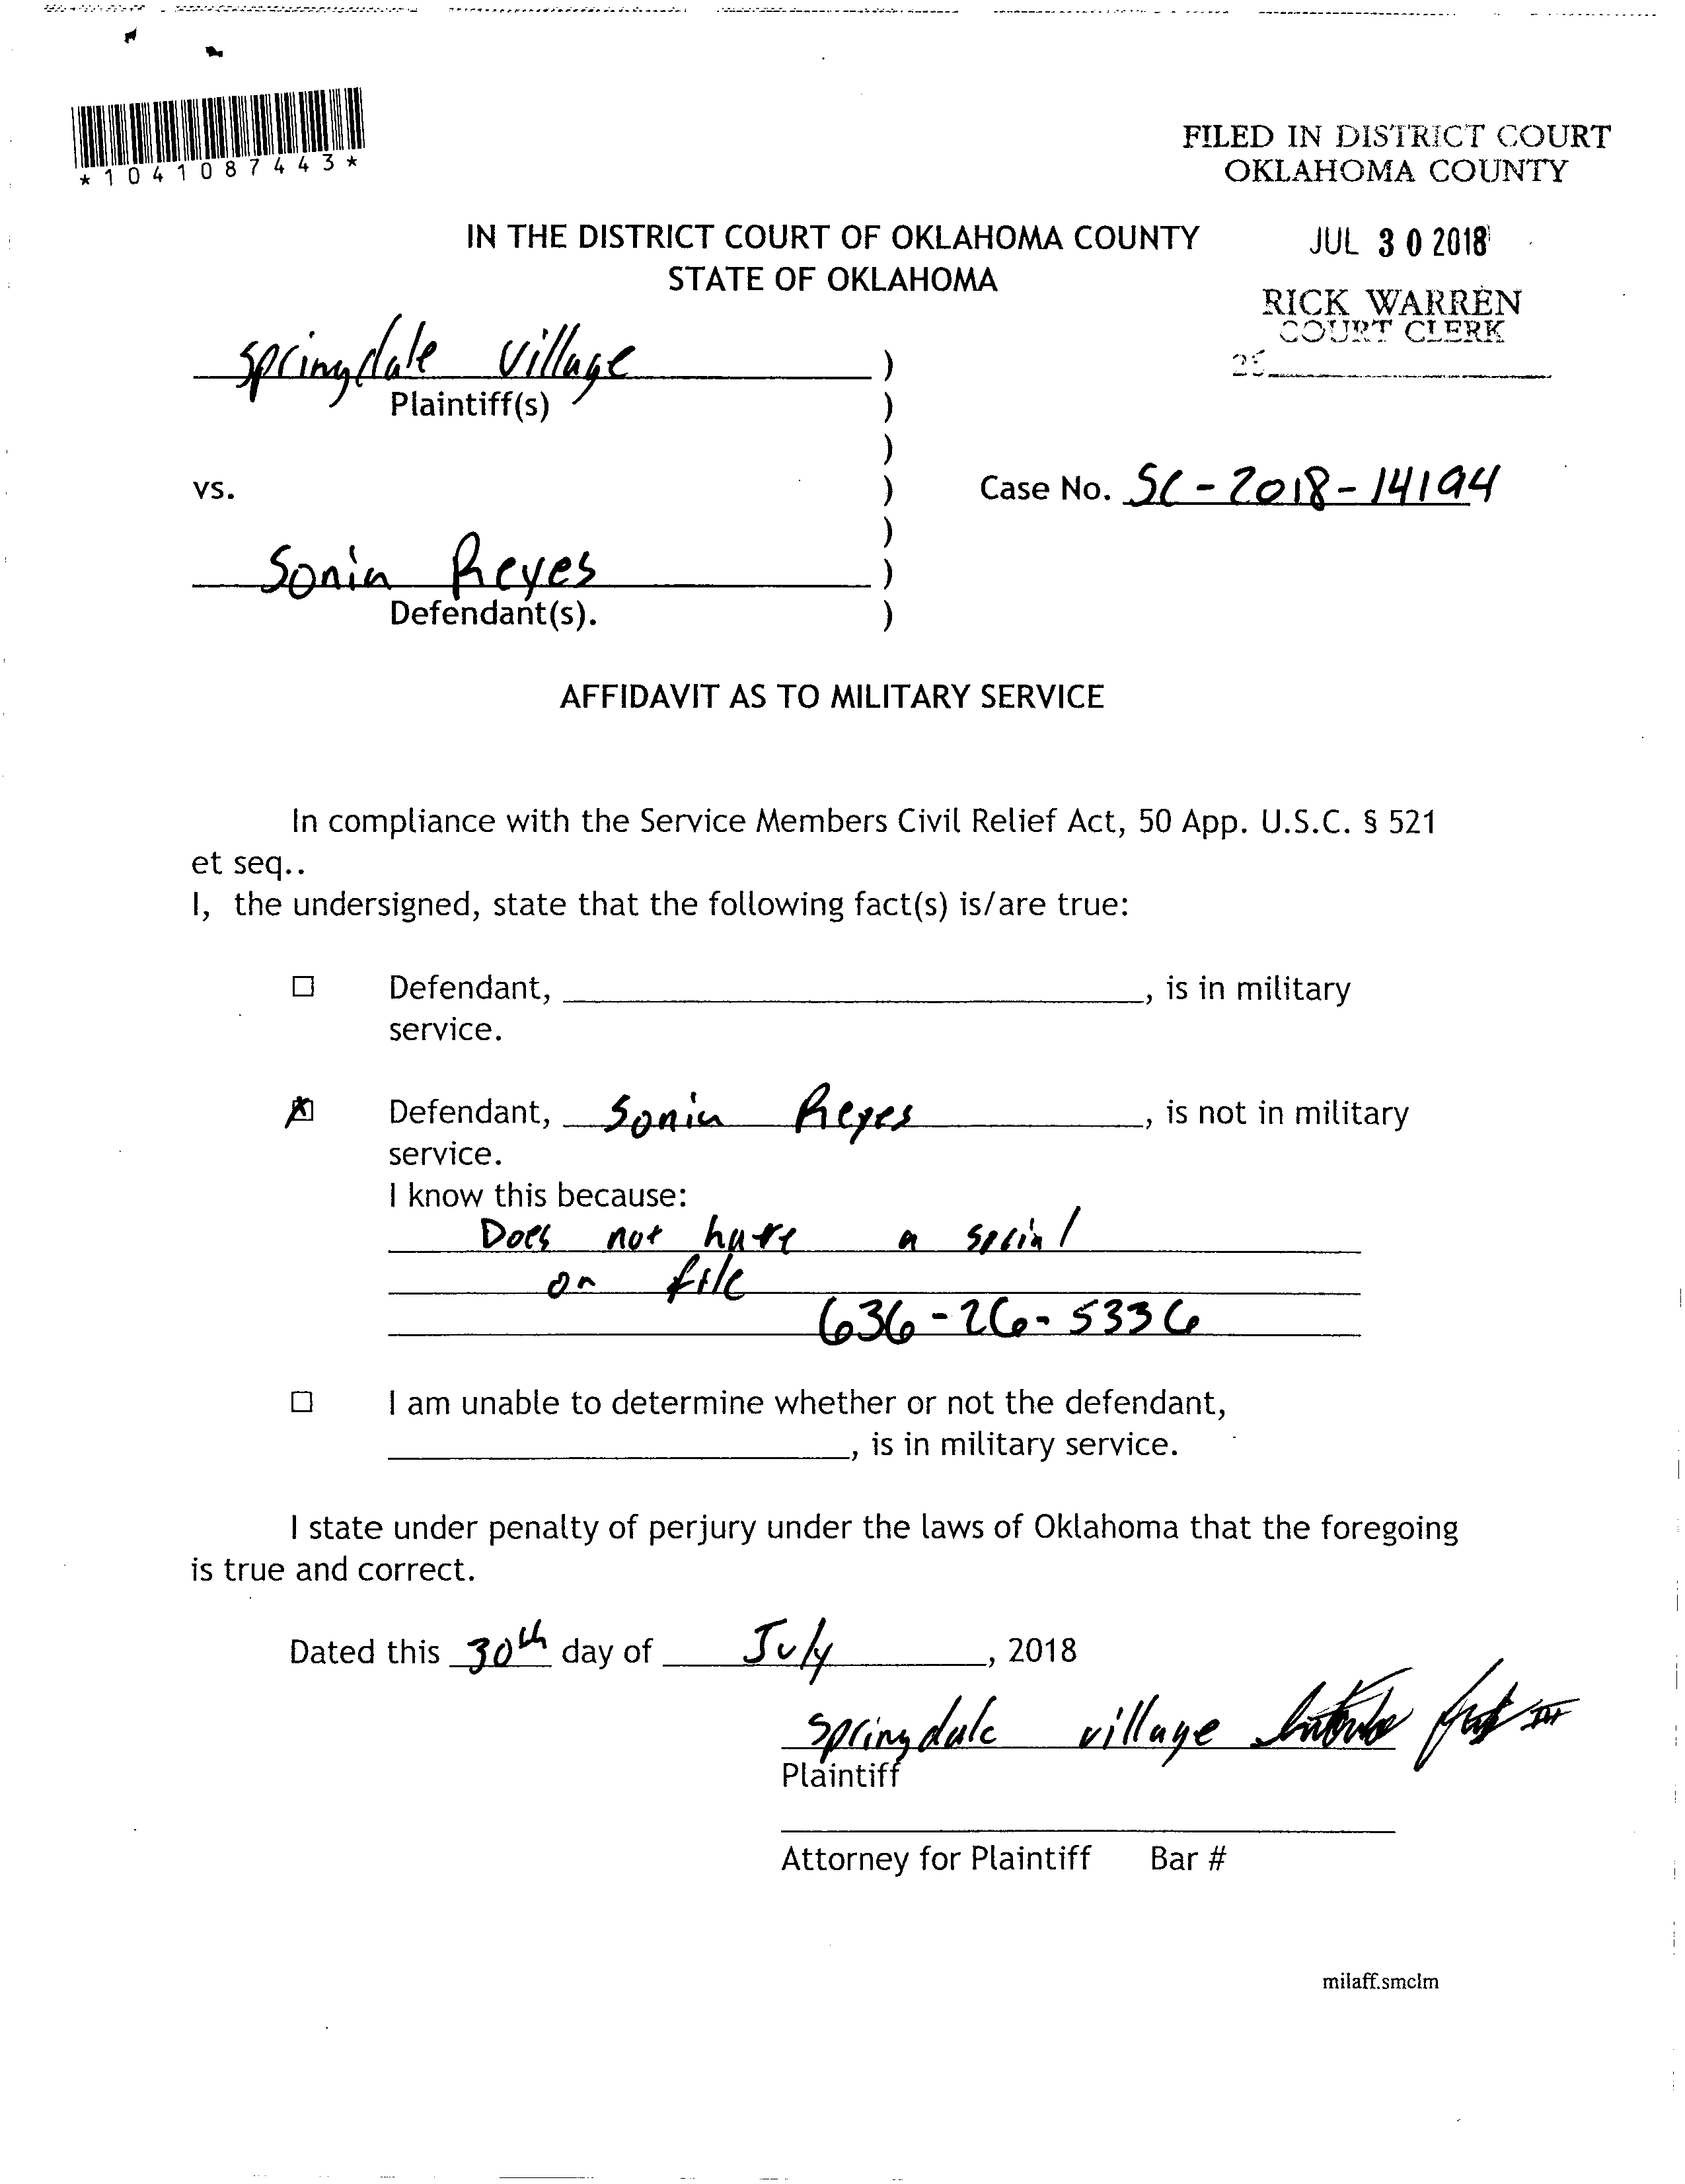 *1041087443*
FILED IN DISTRICT COURT
OKLAHOMA COUNTY
IN THE DISTRICT COURT OF OKLAHOMA COUNTY
STATE OF OKLAHOMA
JUL 30 2018
RICK WARREN
COURT CLERK
Springdale Village )
Plaintiff(s) )
)
vs. )
Case No. SC-2018-14194
)
Sonia Reyes )
Defendant(s). )
AFFIDAVIT AS TO MILITARY SERVICE
In compliance with the Service Members Civil Relief Act, 50 App. U.S.C. § 521
et seq..
I, the undersigned, state that the following fact(s) is/are true:
☐ Defendant, , is in military
service.
☒ Defendant, Sonia Reyes, is not in military
service.
I know this because:
Does not have a social
on file
636-26-5336
☐ I am unable to determine whether or not the defendant,
, is in military service.
I state under penalty of perjury under the laws of Oklahoma that the foregoing
is true and correct.
Dated this 30th day of July, 2018
Springdale village
Plaintiff
Attorney for Plaintiff Bar #
milaff.smclm